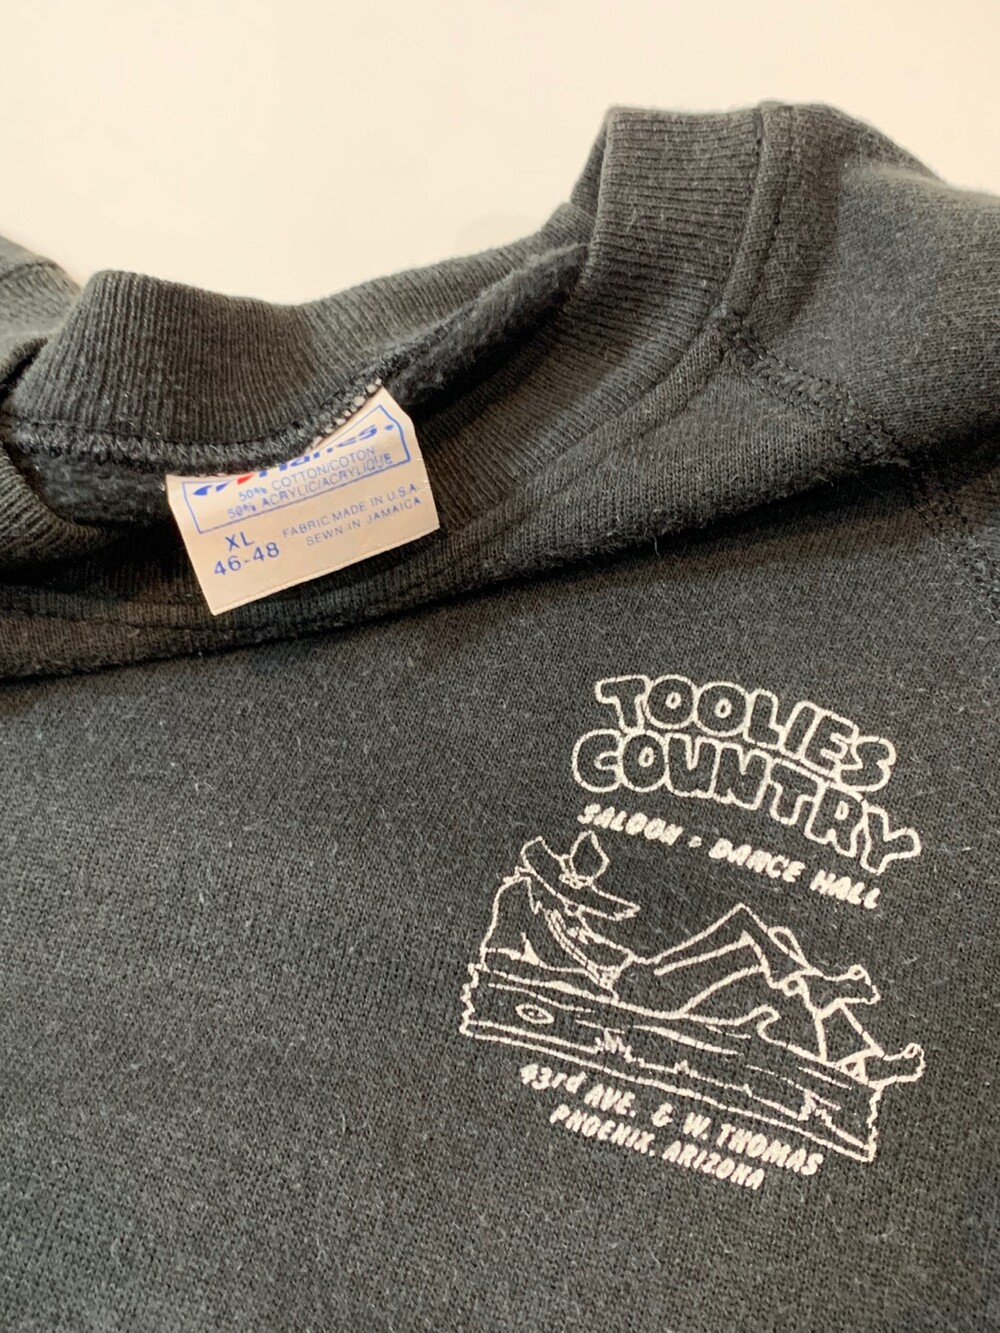 Hanes.
50% COTTON/COTON
50% ACRYLIC/ACRYLIQUE
XL
46-48
FABRIC MADE IN U.S.A.
SEWN IN JAMAICA
TOOLIES
COUNTRY
SALOON • DANCE HALL
43rd AVE. & W. THOMAS
PHOENIX, ARIZONA